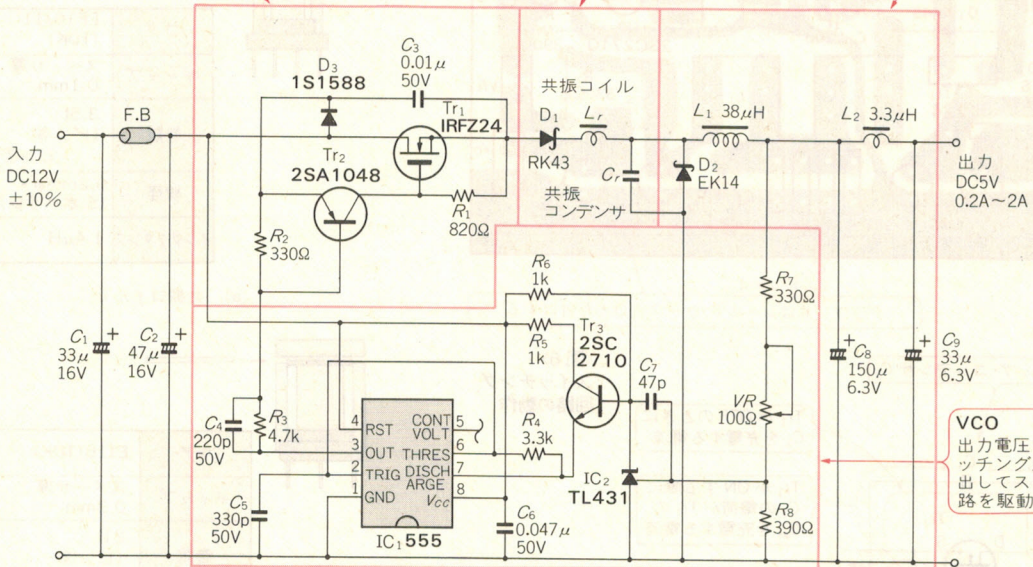 C₃
0.01μ
50V
D₃
1S1588
Tr₁
IRFZ24
F.B
入力
DC12V
±10%
Tr₂
2SA1048
R₁
820Ω
R₂
330Ω
共振コイル
D₁
RK43
Lr
Cr
共振
コンデンサ
D₂
EK14
L₁ 38μH
L₂ 3.3μH
出力
DC5V
0.2A～2A
C₁
33μ
16V
C₂
47μ
16V
R₆
1k
R₅
1k
Tr₃
2SC
2710
C₇
47p
R₇
330Ω
VR
100Ω
C₈
150μ
6.3V
C₉
33μ
6.3V
C₄
220p
50V
R₃
4.7k
4 RST
3 OUT
2 TRIG
1 GND
CONT VOLT 5
THRES 6
DISCH ARGE 7
Vcc 8
R₄
3.3k
IC₁ 555
C₅
330p
50V
C₆
0.047μ
50V
IC₂
TL431
R₈
390Ω
VCO
出力電圧
ッチング
出してス
路を駆動